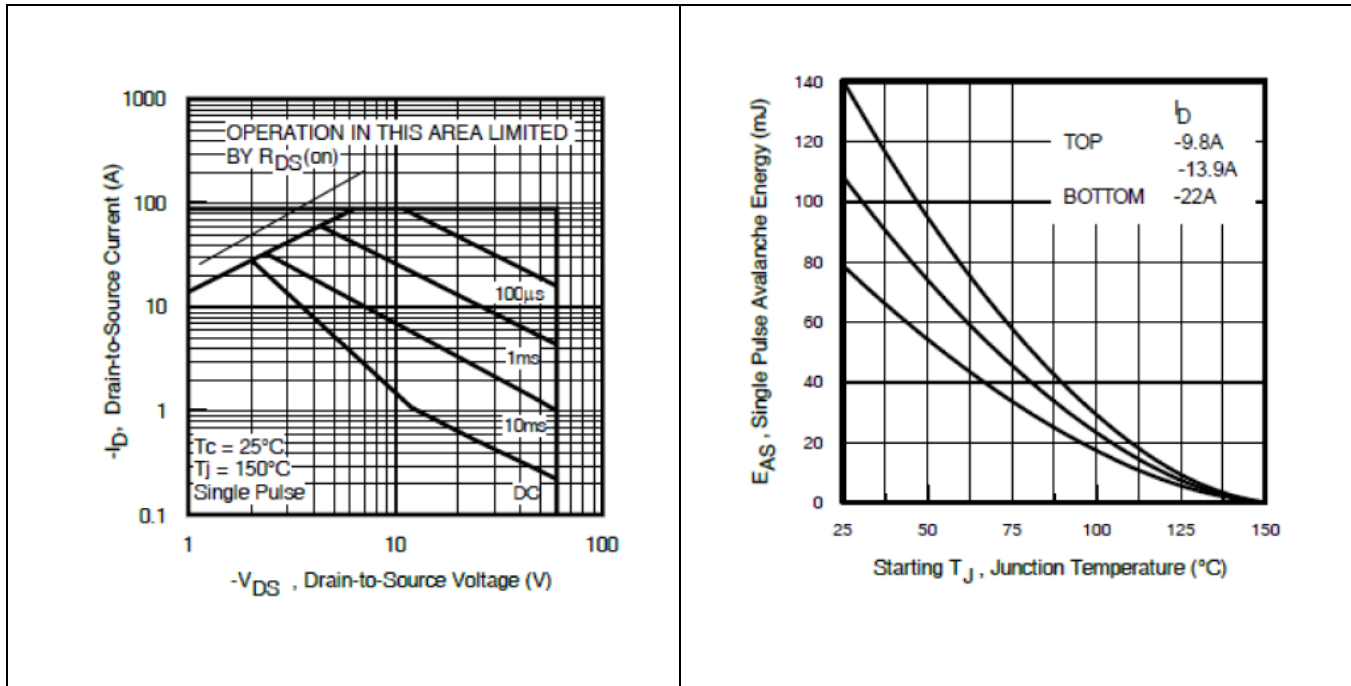 1000
100
10
1
0.1
-ID, Drain-to-Source Current (A)
OPERATION IN THIS AREA LIMITED
BY RDS(on)
100µs
1ms
10ms
DC
Tc = 25°C
Tj = 150°C
Single Pulse
1
10
100
-VDS , Drain-to-Source Voltage (V)
140
120
100
80
60
40
20
0
EAS , Single Pulse Avalanche Energy (mJ)
ID
TOP -9.8A
-13.9A
BOTTOM -22A
25
50
75
100
125
150
Starting TJ , Junction Temperature (°C)